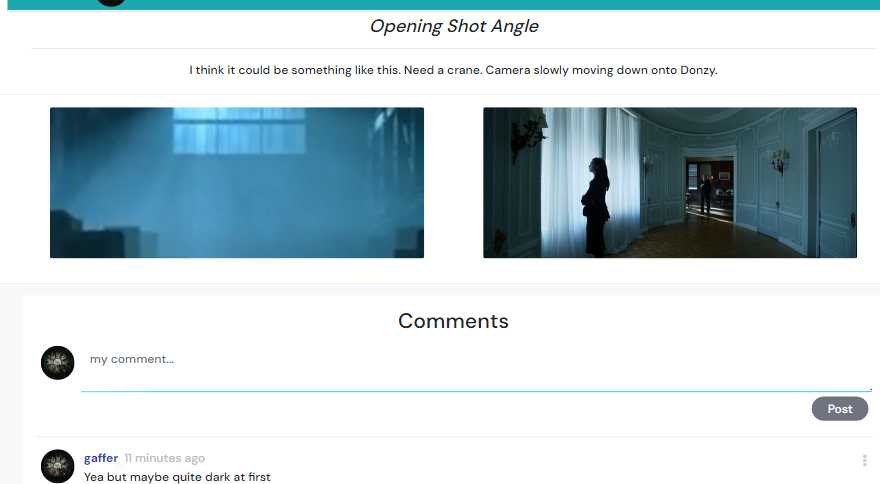 Opening Shot Angle
I think it could be something like this. Need a crane. Camera slowly moving down onto Donzy.
Comments
my comment...
Post
gaffer 11 minutes ago
Yea but maybe quite dark at first